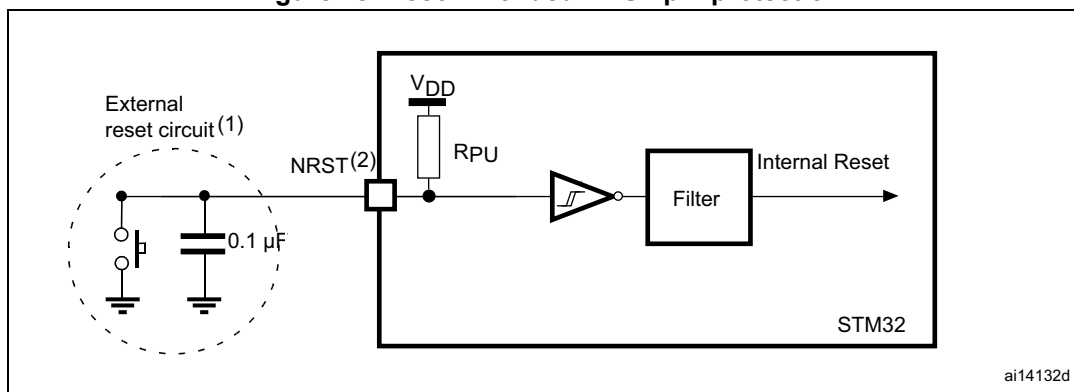 External
reset circuit(1)
VDD
NRST(2)
RPU
Internal Reset
Filter
0.1 µF
STM32
ai14132d